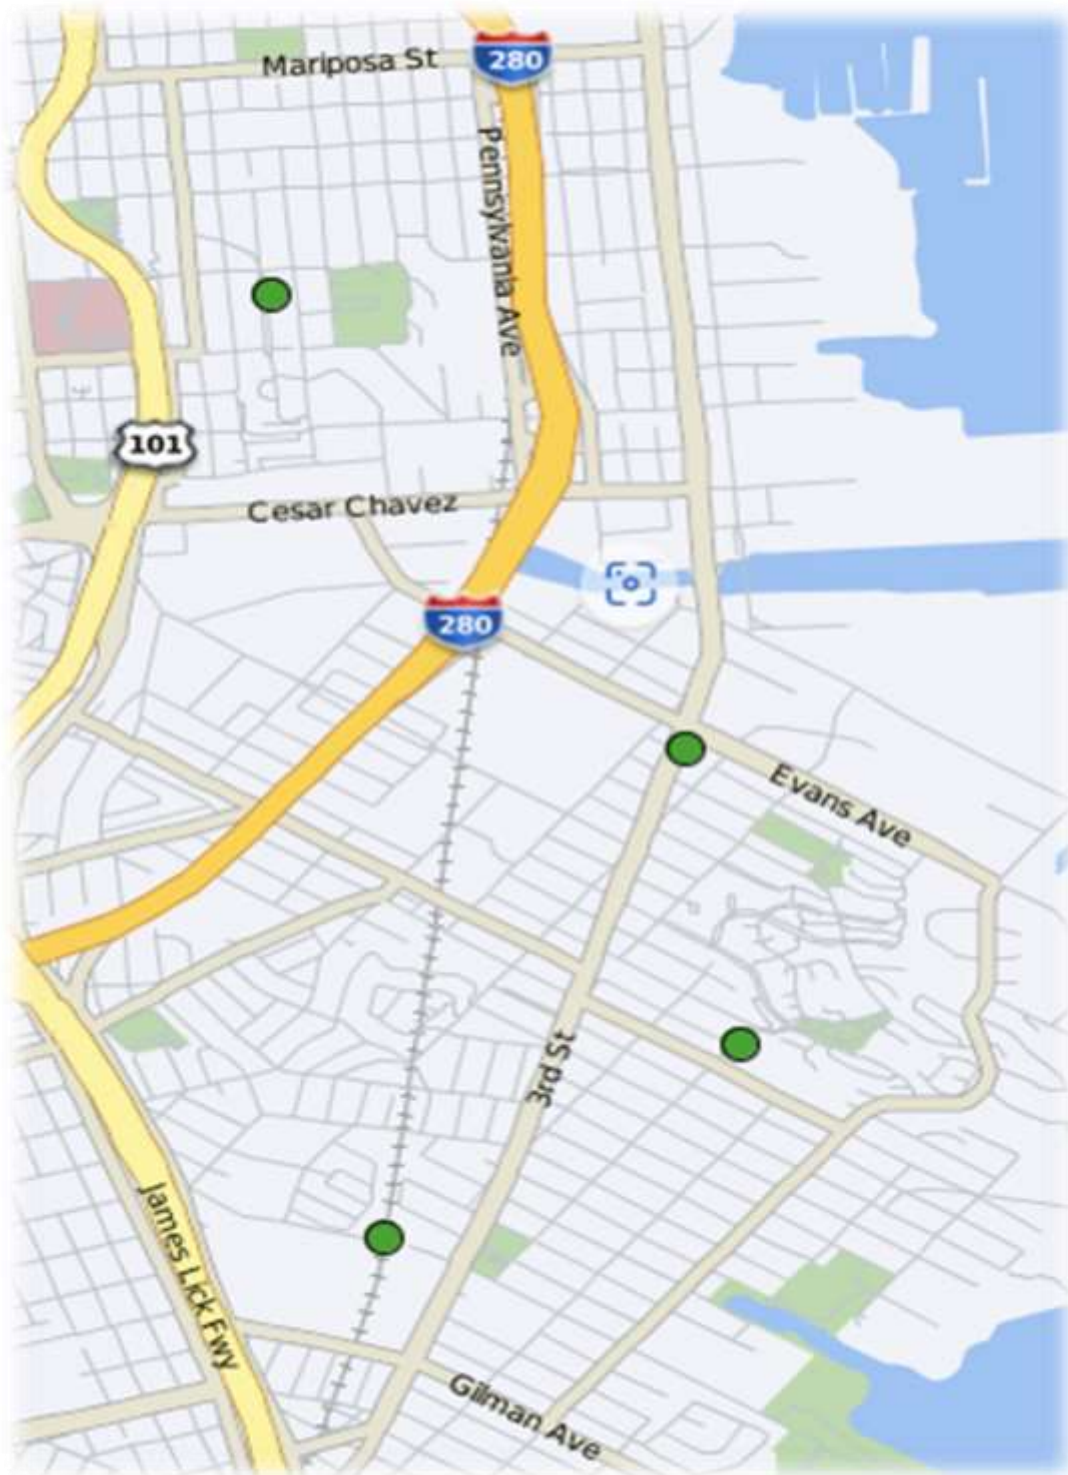 Mariposa St
280
Pennsylvania Ave
101
Cesar Chavez
280
Evans Ave
3rd St
James Lick Fwy
Gilman Ave